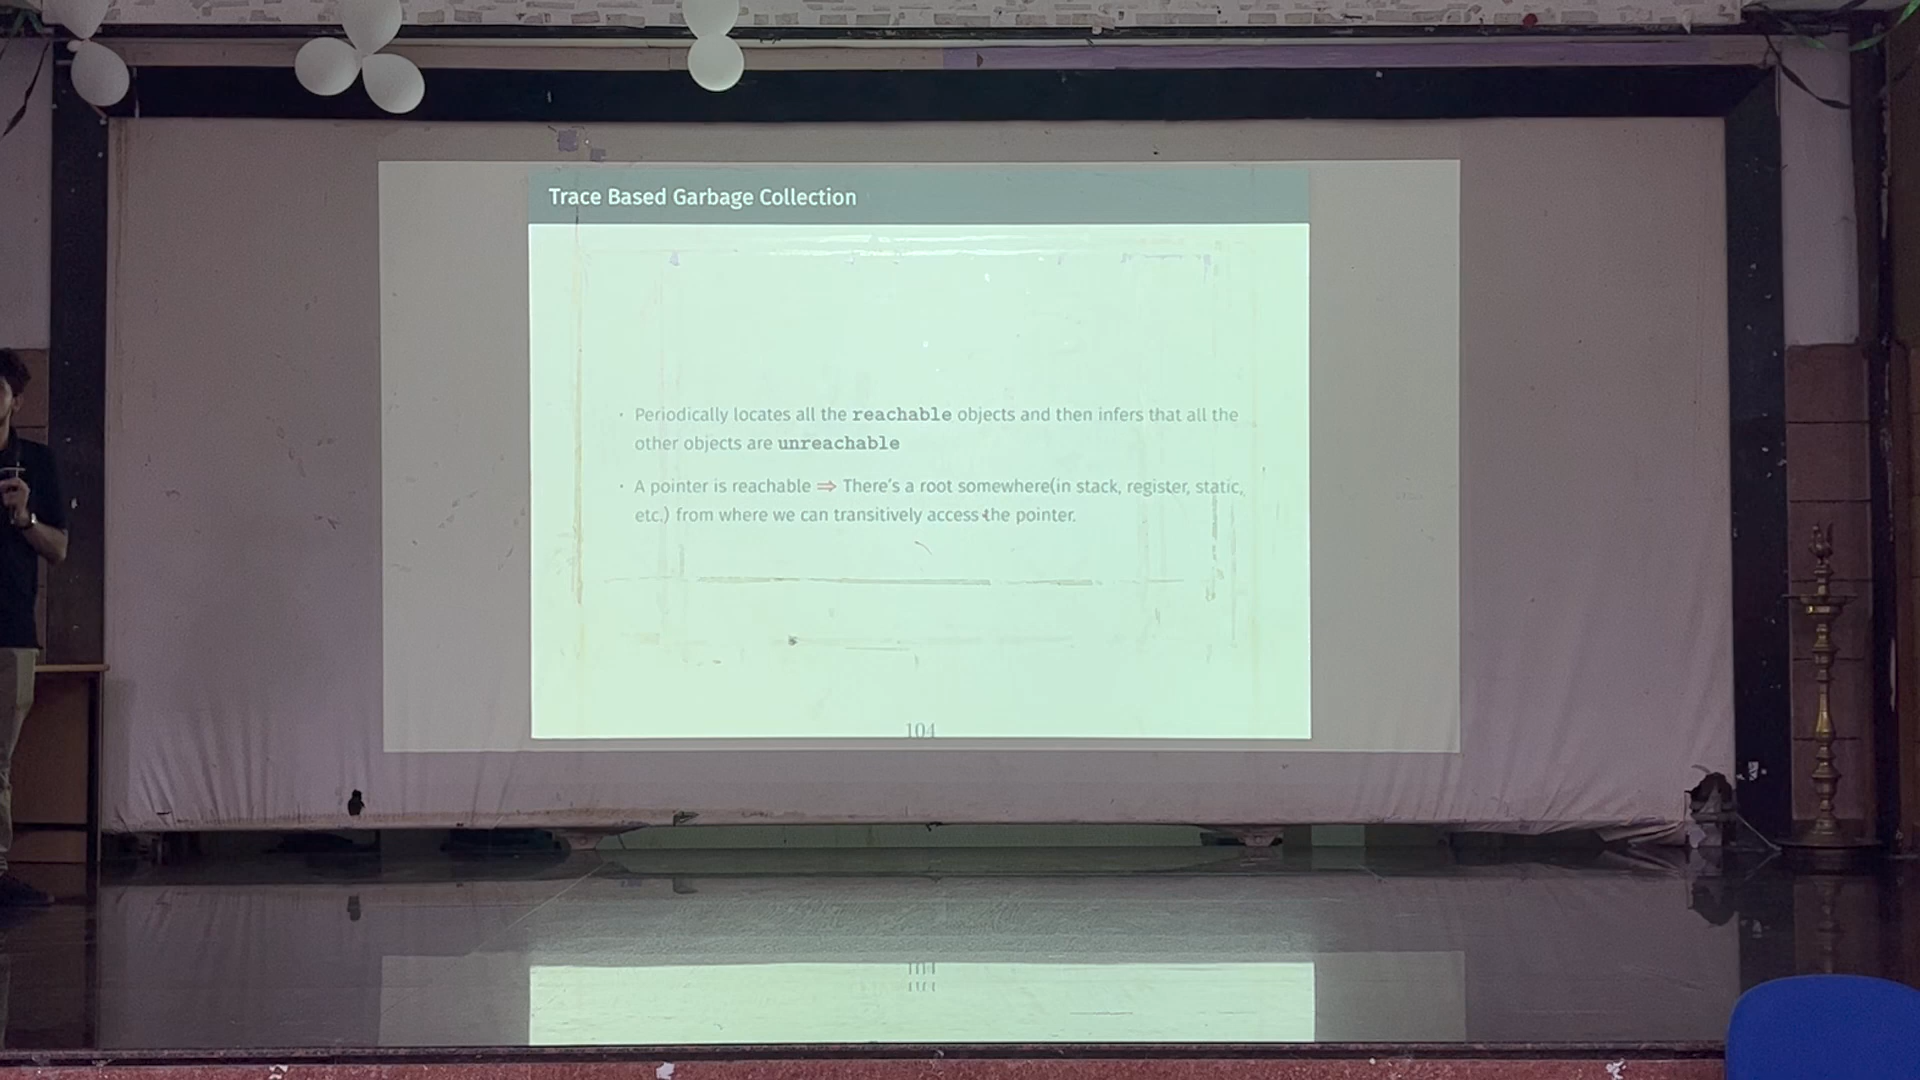 Trace Based Garbage Collection
· Periodically locates all the reachable objects and then infers that all the
other objects are unreachable
· A pointer is reachable ⟹ There's a root somewhere(in stack, register, static,
etc.) from where we can transitively access the pointer.
104